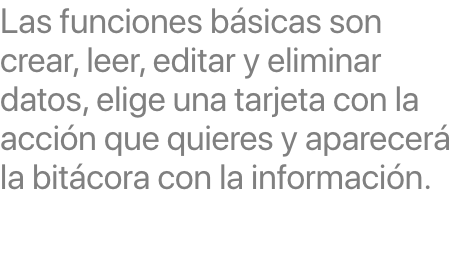 Las funciones básicas son
crear, leer, editar y eliminar
datos, elige una tarjeta con la
acción que quieres y aparecerá
la bitácora con la información.